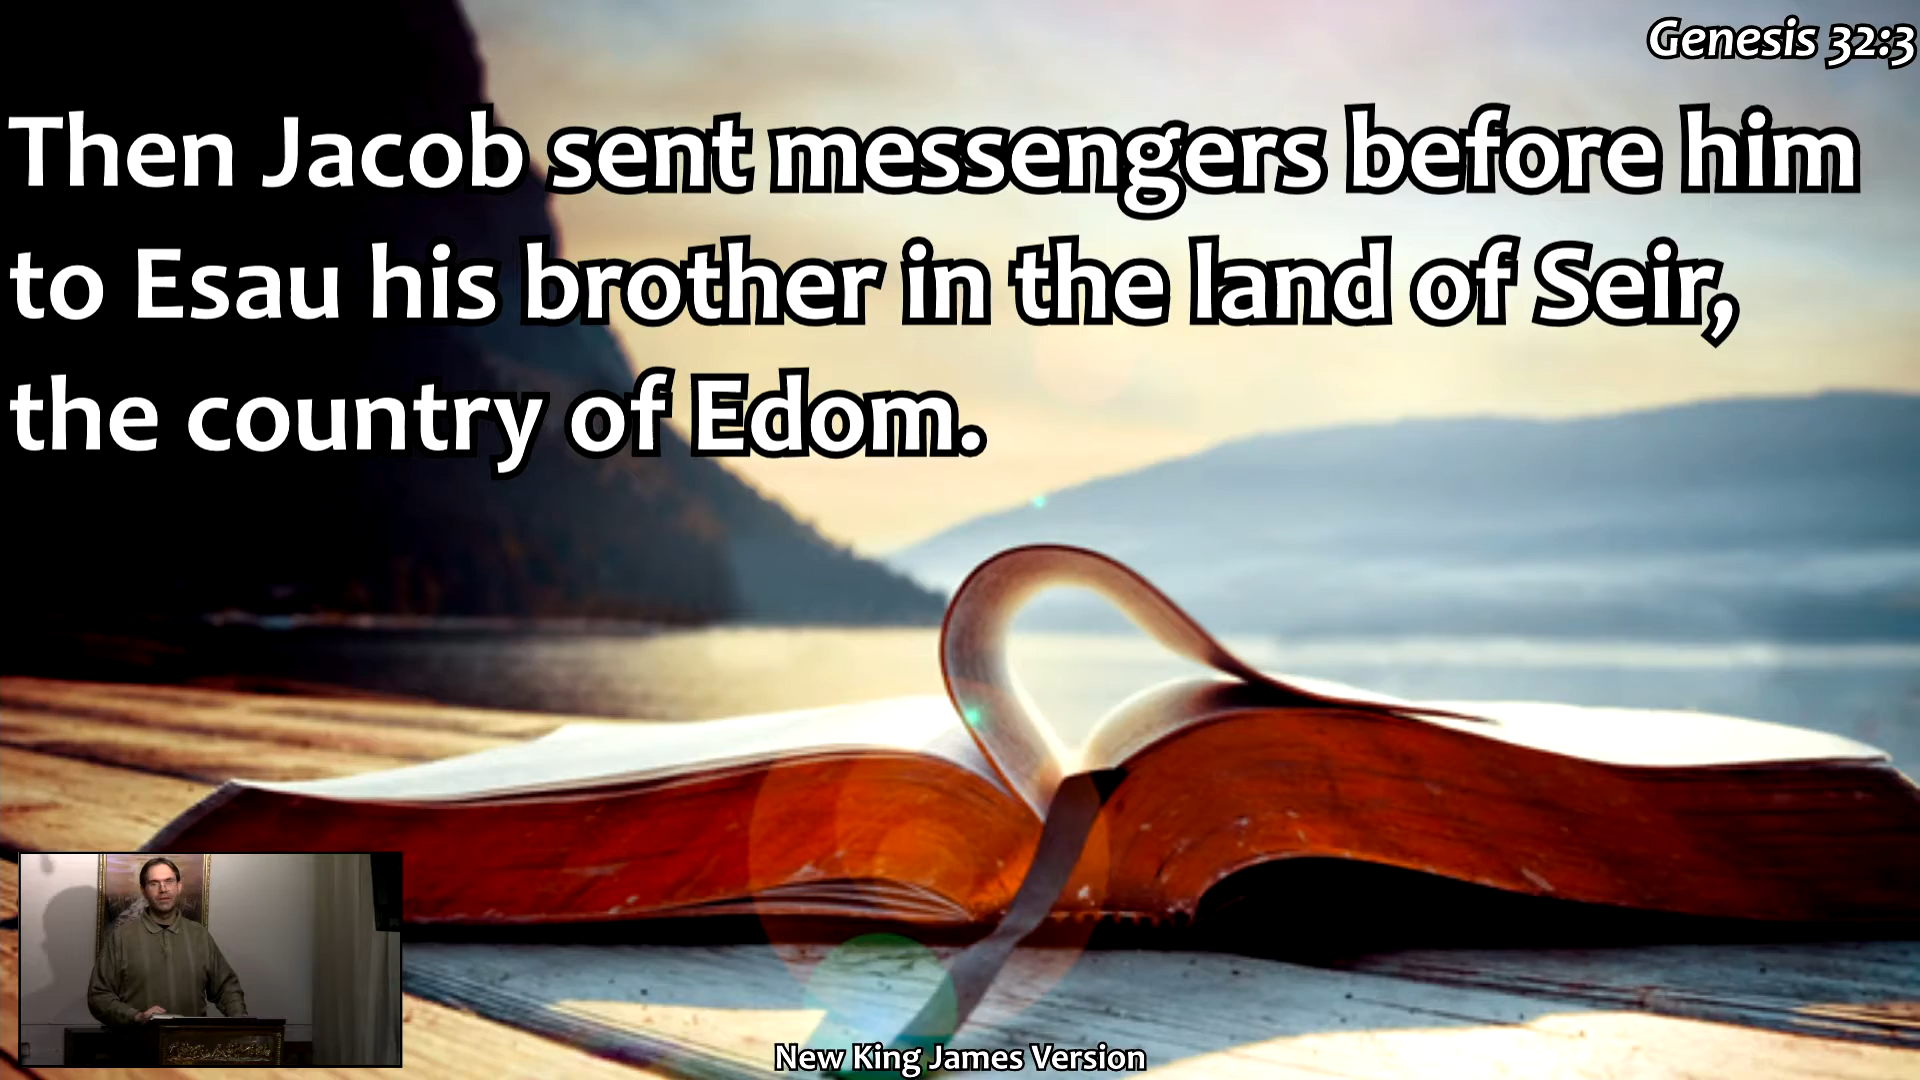 Genesis 32:3
Then Jacob sent messengers before him
to Esau his brother in the land of Seir,
the country of Edom.
New King James Version